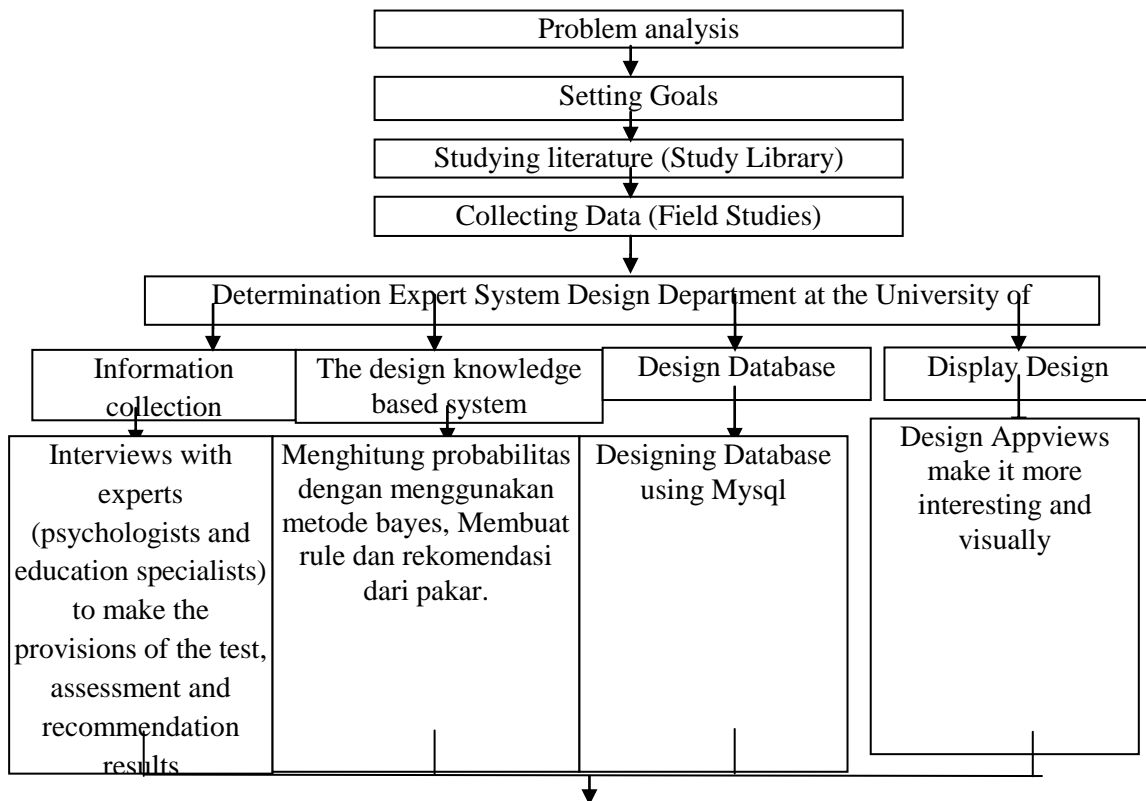 Problem analysis
Setting Goals
Studying literature (Study Library)
Collecting Data (Field Studies)
Determination Expert System Design Department at the University of
Information
collection
The design knowledge
based system
Design Database
Display Design
Interviews with
experts
(psychologists and
education specialists)
to make the
provisions of the test,
assessment and
recommendation
results
Menghitung probabilitas
dengan menggunakan
metode bayes, Membuat
rule dan rekomendasi
dari pakar.
Designing Database
using Mysql
Design Appviews
make it more
interesting and
visually